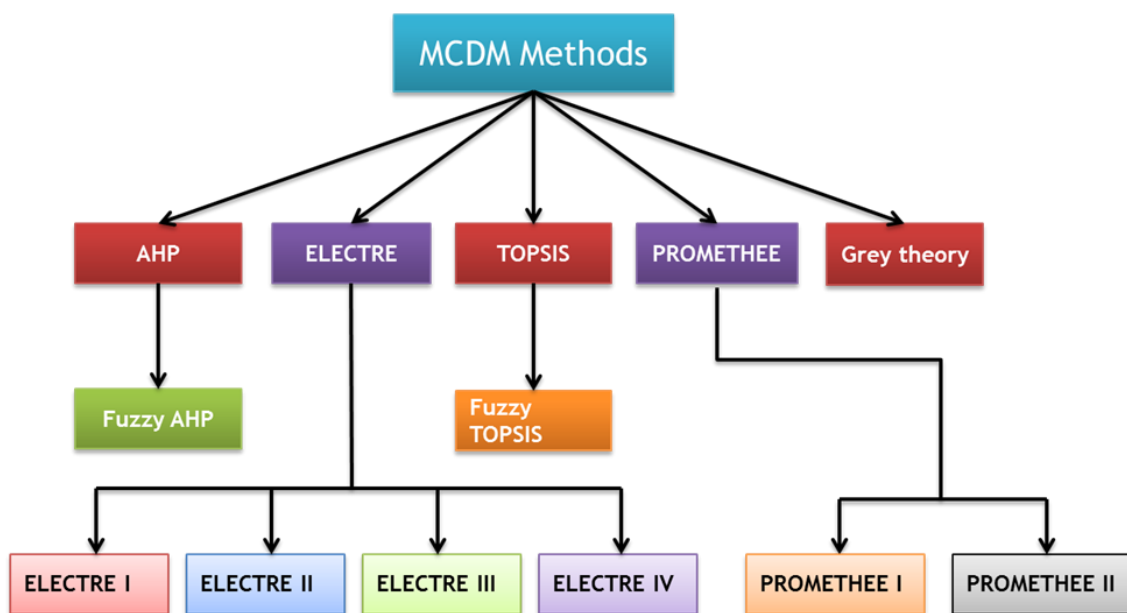 MCDM Methods
AHP
ELECTRE
TOPSIS
PROMETHEE
Grey theory
Fuzzy AHP
Fuzzy
TOPSIS
ELECTRE I
ELECTRE II
ELECTRE III
ELECTRE IV
PROMETHEE I
PROMETHEE II